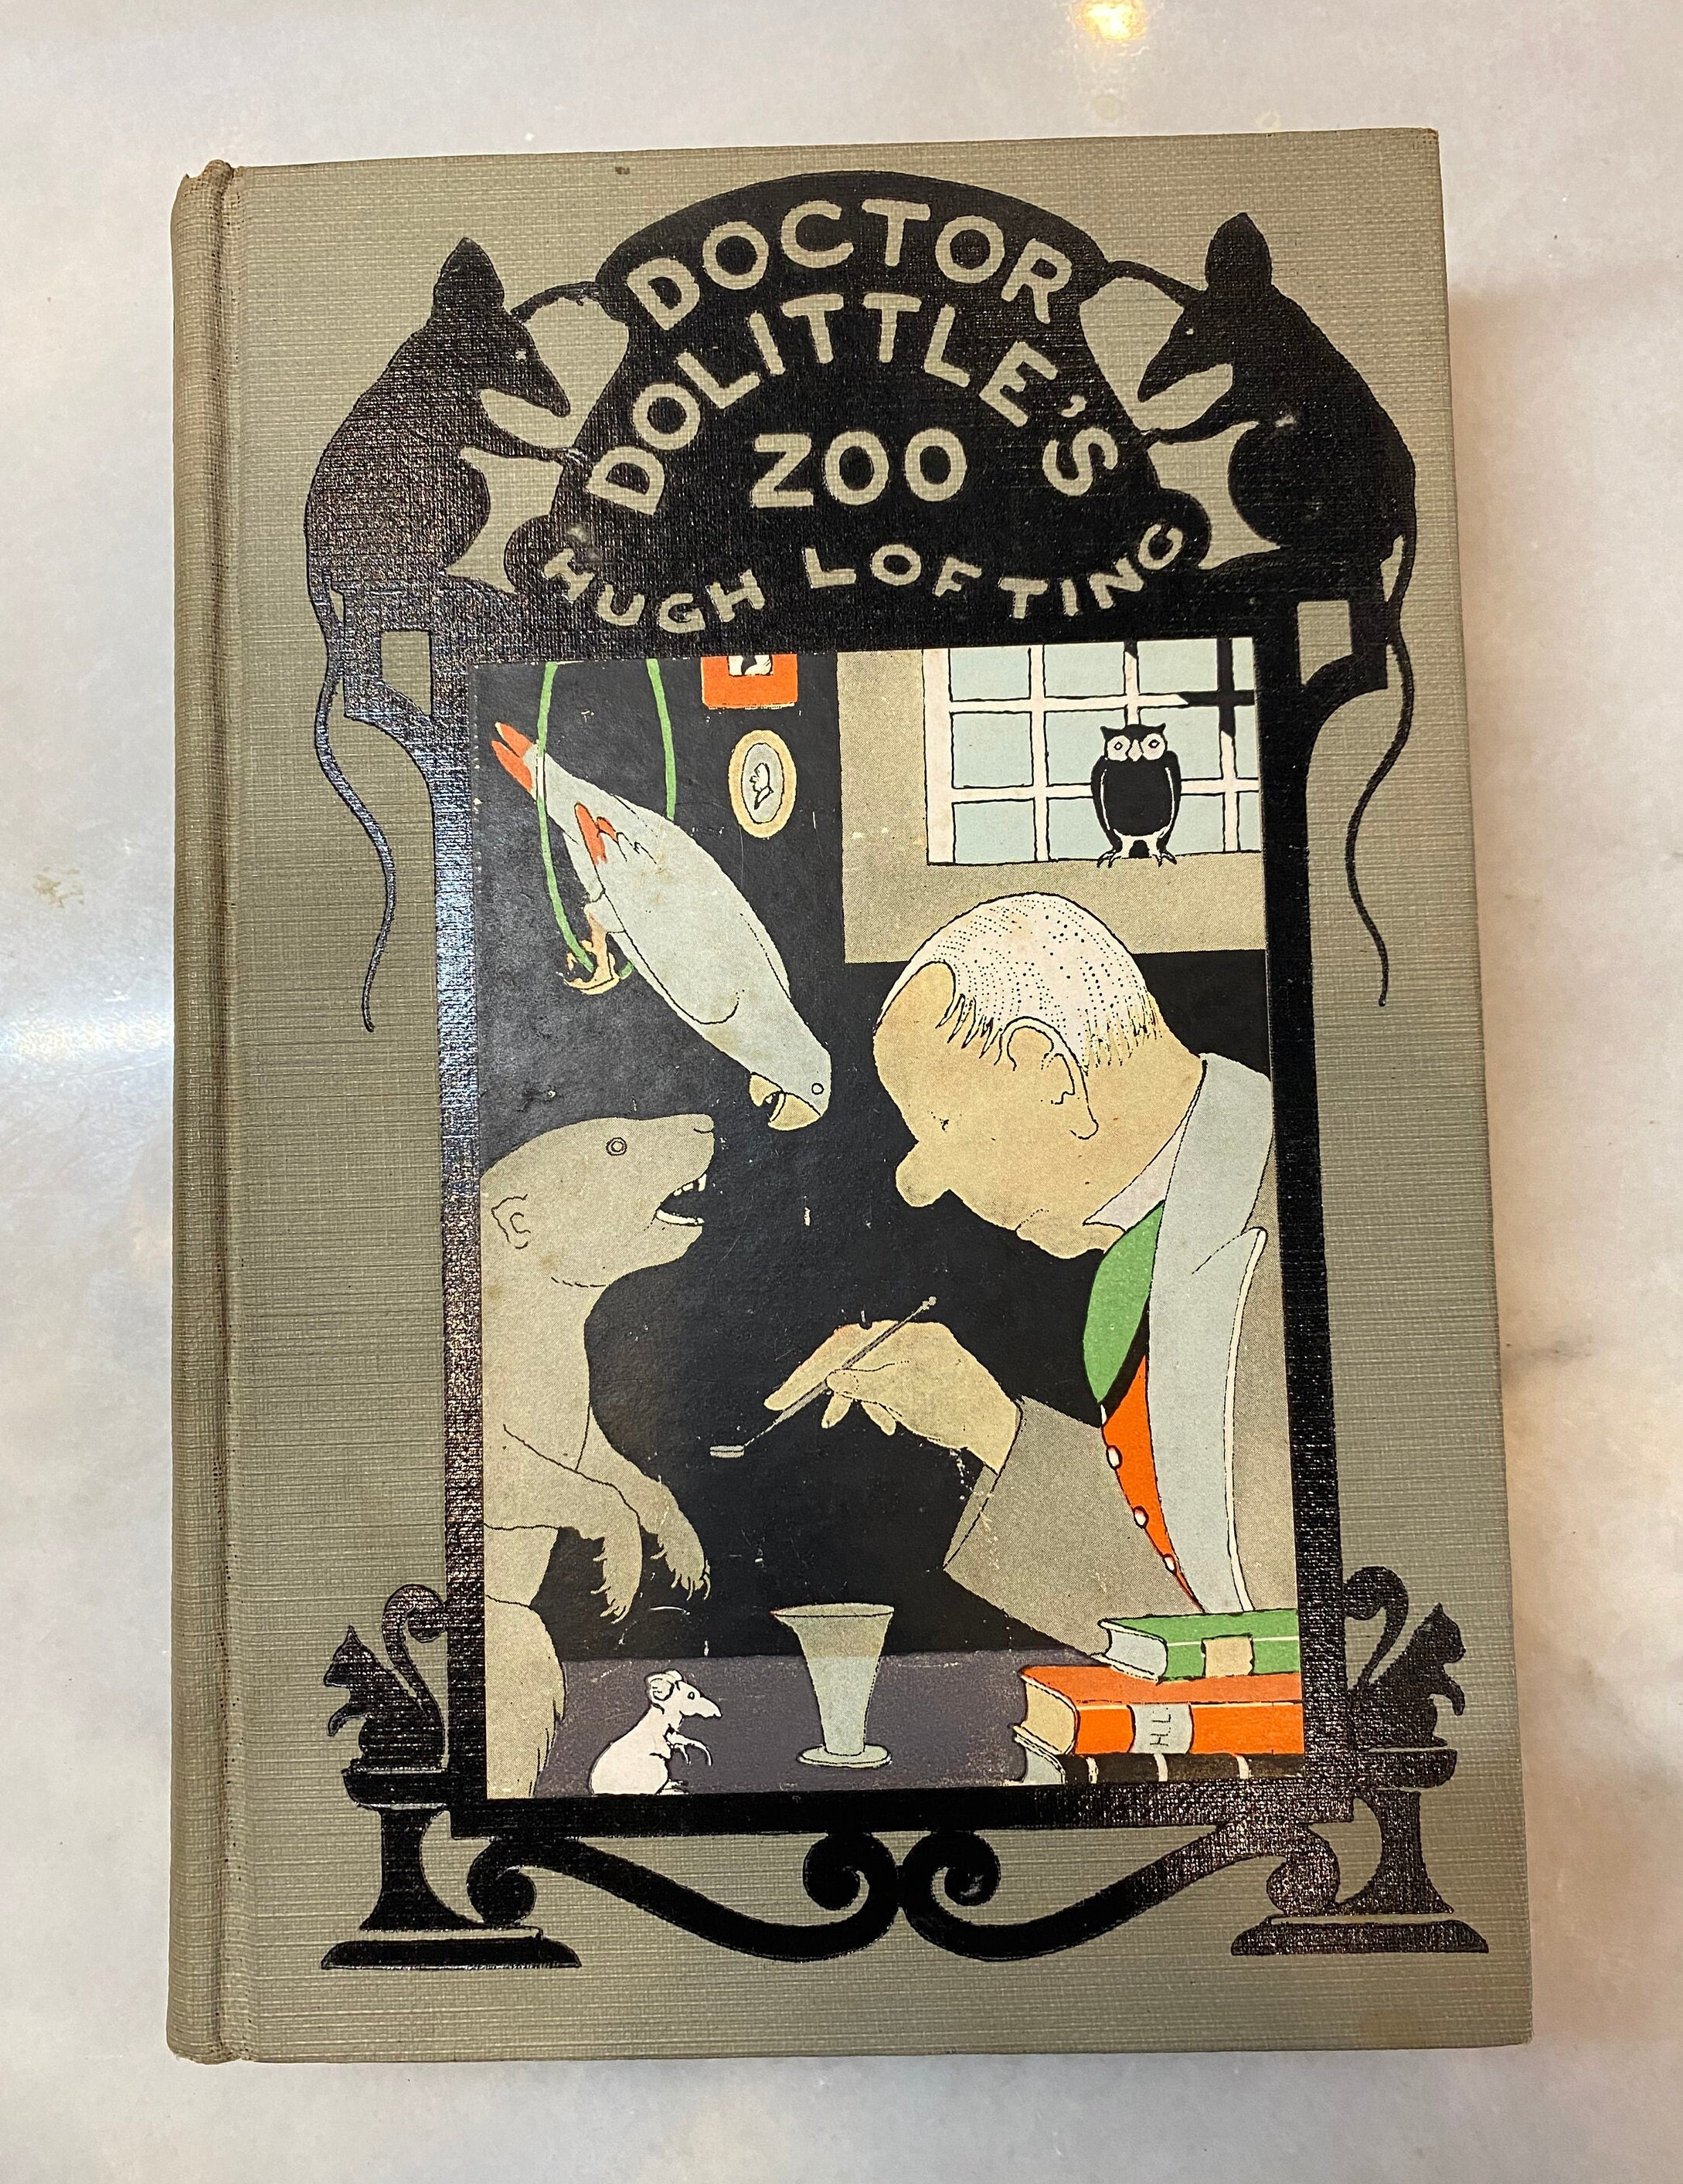 DOCTOR
DOLITTLE'S
ZOO
HUGH LOFTING
H.L.